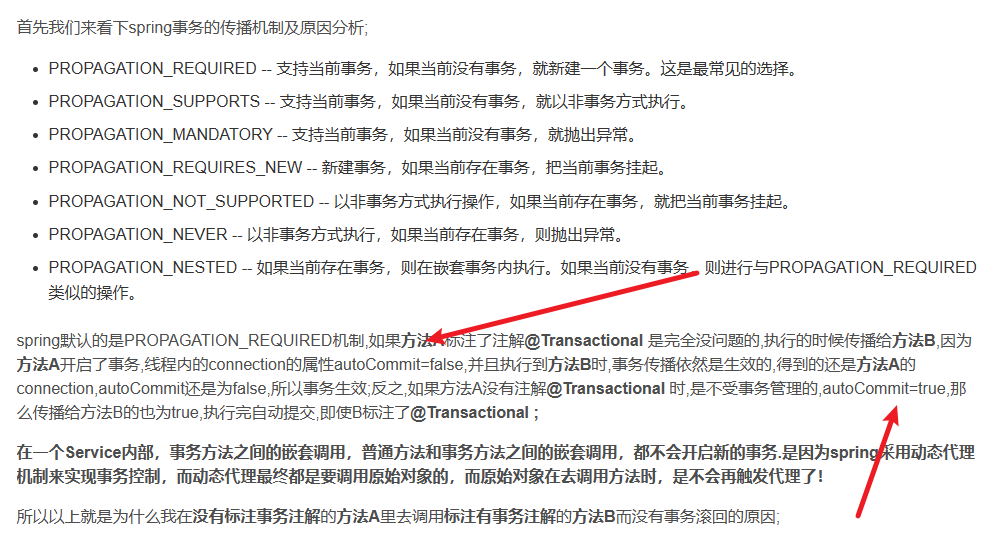 首先我们来看下spring事务的传播机制及原因分析;
PROPAGATION_REQUIRED -- 支持当前事务，如果当前没有事务，就新建一个事务。这是最常见的选择。
PROPAGATION_SUPPORTS -- 支持当前事务，如果当前没有事务，就以非事务方式执行。
PROPAGATION_MANDATORY -- 支持当前事务，如果当前没有事务，就抛出异常。
PROPAGATION_REQUIRES_NEW -- 新建事务，如果当前存在事务，把当前事务挂起。
PROPAGATION_NOT_SUPPORTED -- 以非事务方式执行操作，如果当前存在事务，就把当前事务挂起。
PROPAGATION_NEVER -- 以非事务方式执行，如果当前存在事务，则抛出异常。
PROPAGATION_NESTED -- 如果当前存在事务，则在嵌套事务内执行。如果当前没有事务，则进行与PROPAGATION_REQUIRED
类似的操作。
spring默认的是PROPAGATION_REQUIRED机制,如果方法A标注了注解@Transactional 是完全没问题的,执行的时候传播给方法B,因为
方法A开启了事务,线程内的connection的属性autoCommit=false,并且执行到方法B时,事务传播依然是生效的,得到的还是方法A的
connection,autoCommit还是为false,所以事务生效;反之,如果方法A没有注解@Transactional 时,是不受事务管理的,autoCommit=true,那
么传播给方法B的也为true,执行完自动提交,即使B标注了@Transactional ;
在一个Service内部，事务方法之间的嵌套调用，普通方法和事务方法之间的嵌套调用，都不会开启新的事务.是因为spring采用动态代理
机制来实现事务控制，而动态代理最终都是要调用原始对象的，而原始对象在去调用方法时，是不会再触发代理了！
所以以上就是为什么我在没有标注事务注解的方法A里去调用标注有事务注解的方法B而没有事务滚回的原因;